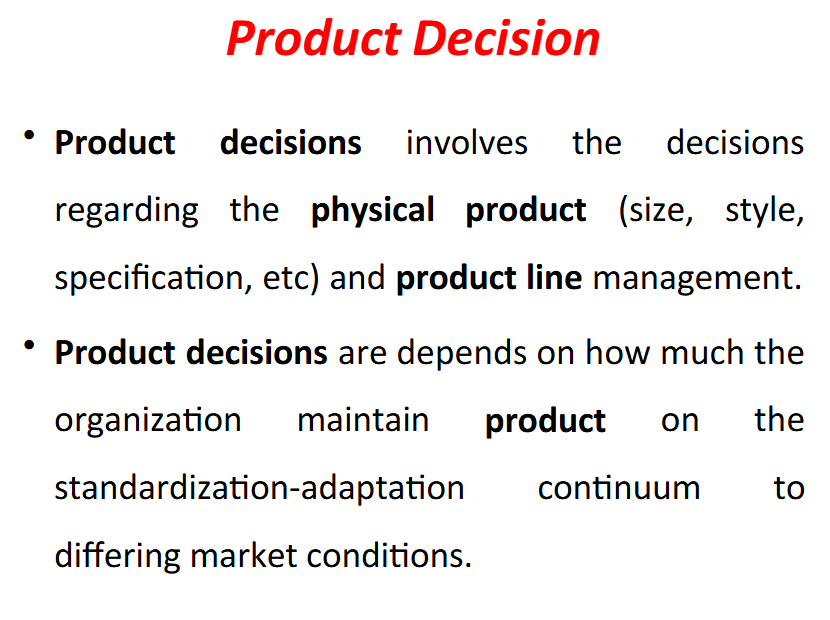 Product Decision
• Product decisions involves the decisions
regarding the physical product (size, style,
specification, etc) and product line management.
• Product decisions are depends on how much the
organization maintain product on the
standardization-adaptation continuum to
differing market conditions.